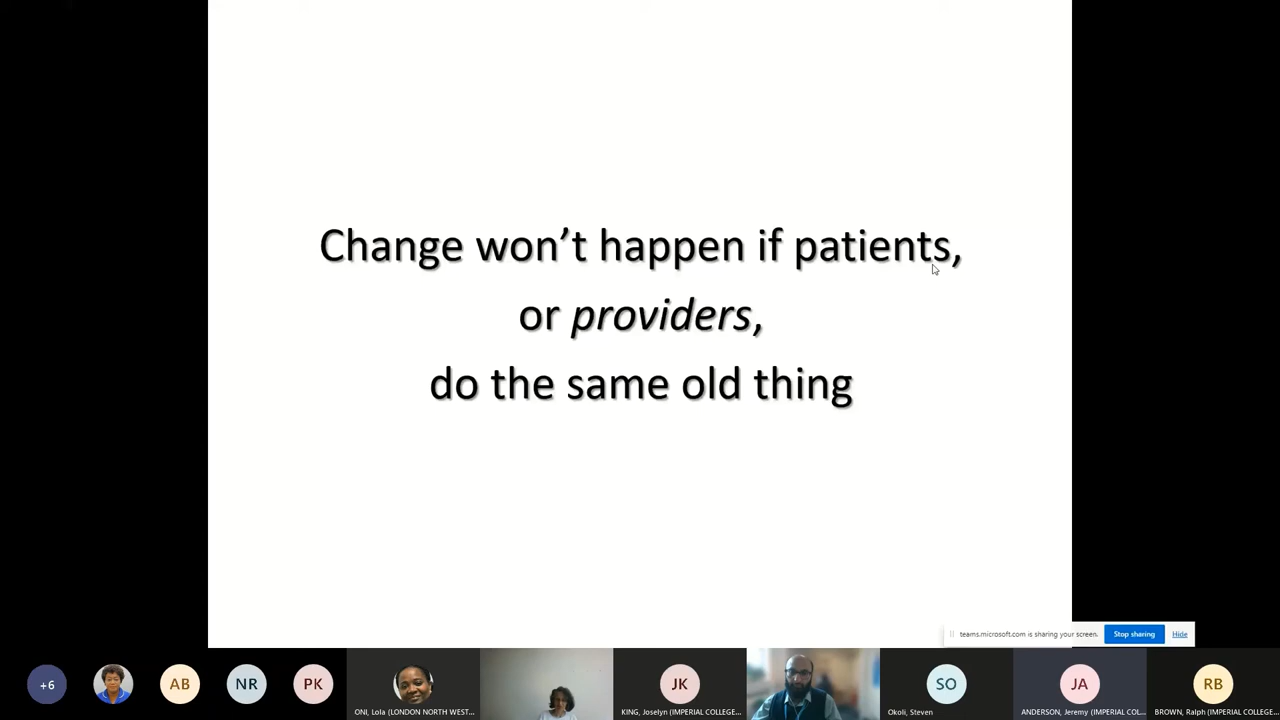 Change won't happen if patients,
or providers,
do the same old thing
teams.microsoft.com is sharing your screen.
Stop sharing
Hide
+6
AB
NR
PK
ONI, Lola (LONDON NORTH WEST...
JK
KING, Joselyn (IMPERIAL COLLEGE...
SO
Okoli, Steven
JA
ANDERSON, Jeremy (IMPERIAL COL...
RB
BROWN, Ralph (IMPERIAL COLLEGE...